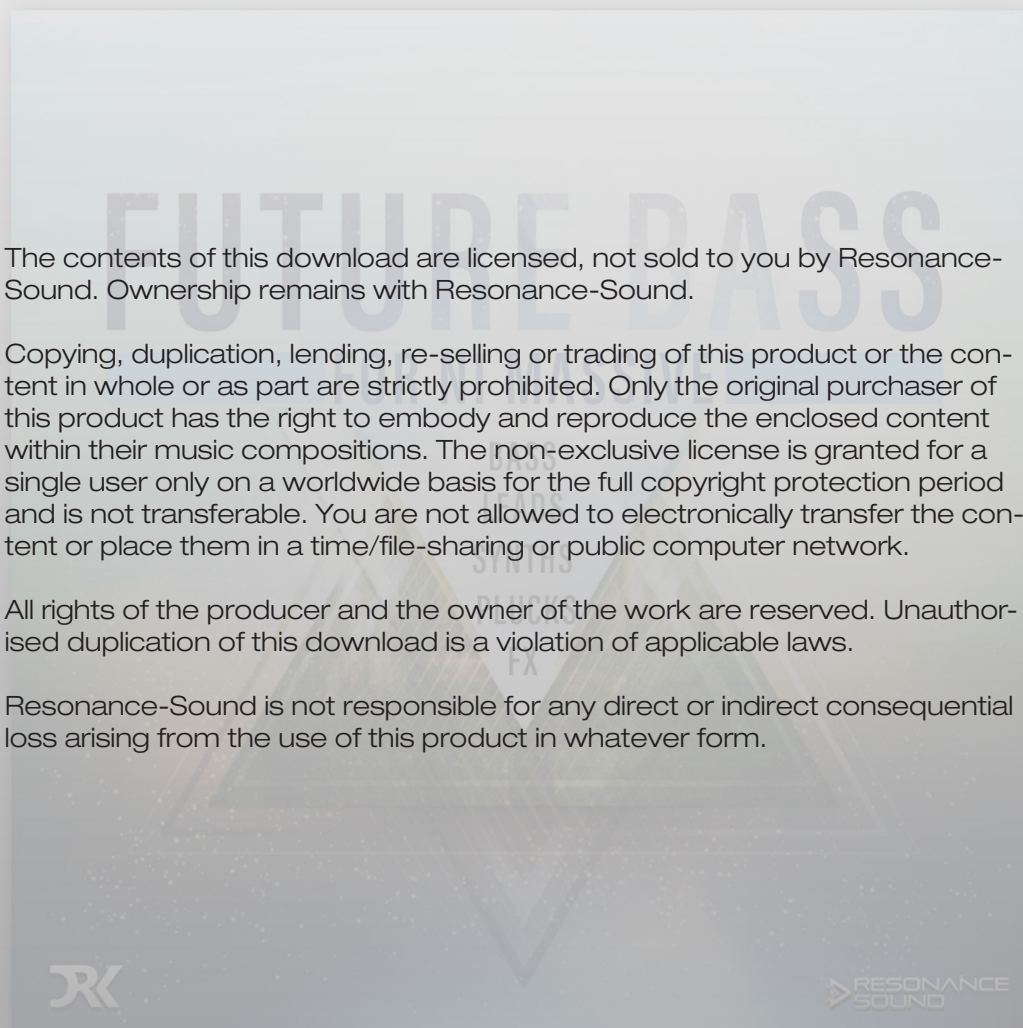 FUTURE BASS
The contents of this download are licensed, not sold to you by Resonance-
Sound. Ownership remains with Resonance-Sound.
Copying, duplication, lending, re-selling or trading of this product or the con-
tent in whole or as part are strictly prohibited. Only the original purchaser of
FOR NI MASSIVE
this product has the right to embody and reproduce the enclosed content
within their music compositions. The non-exclusive license is granted for a
BASS
single user only on a worldwide basis for the full copyright protection period
LEADS
and is not transferable. You are not allowed to electronically transfer the con-
tent or place them in a time/file-sharing or public computer network.
SYNTHS
All rights of the producer and the owner of the work are reserved. Unauthor-
PLUCKS
ised duplication of this download is a violation of applicable laws.
FX
Resonance-Sound is not responsible for any direct or indirect consequential
loss arising from the use of this product in whatever form.
DRK
RESONANCE
SOUND